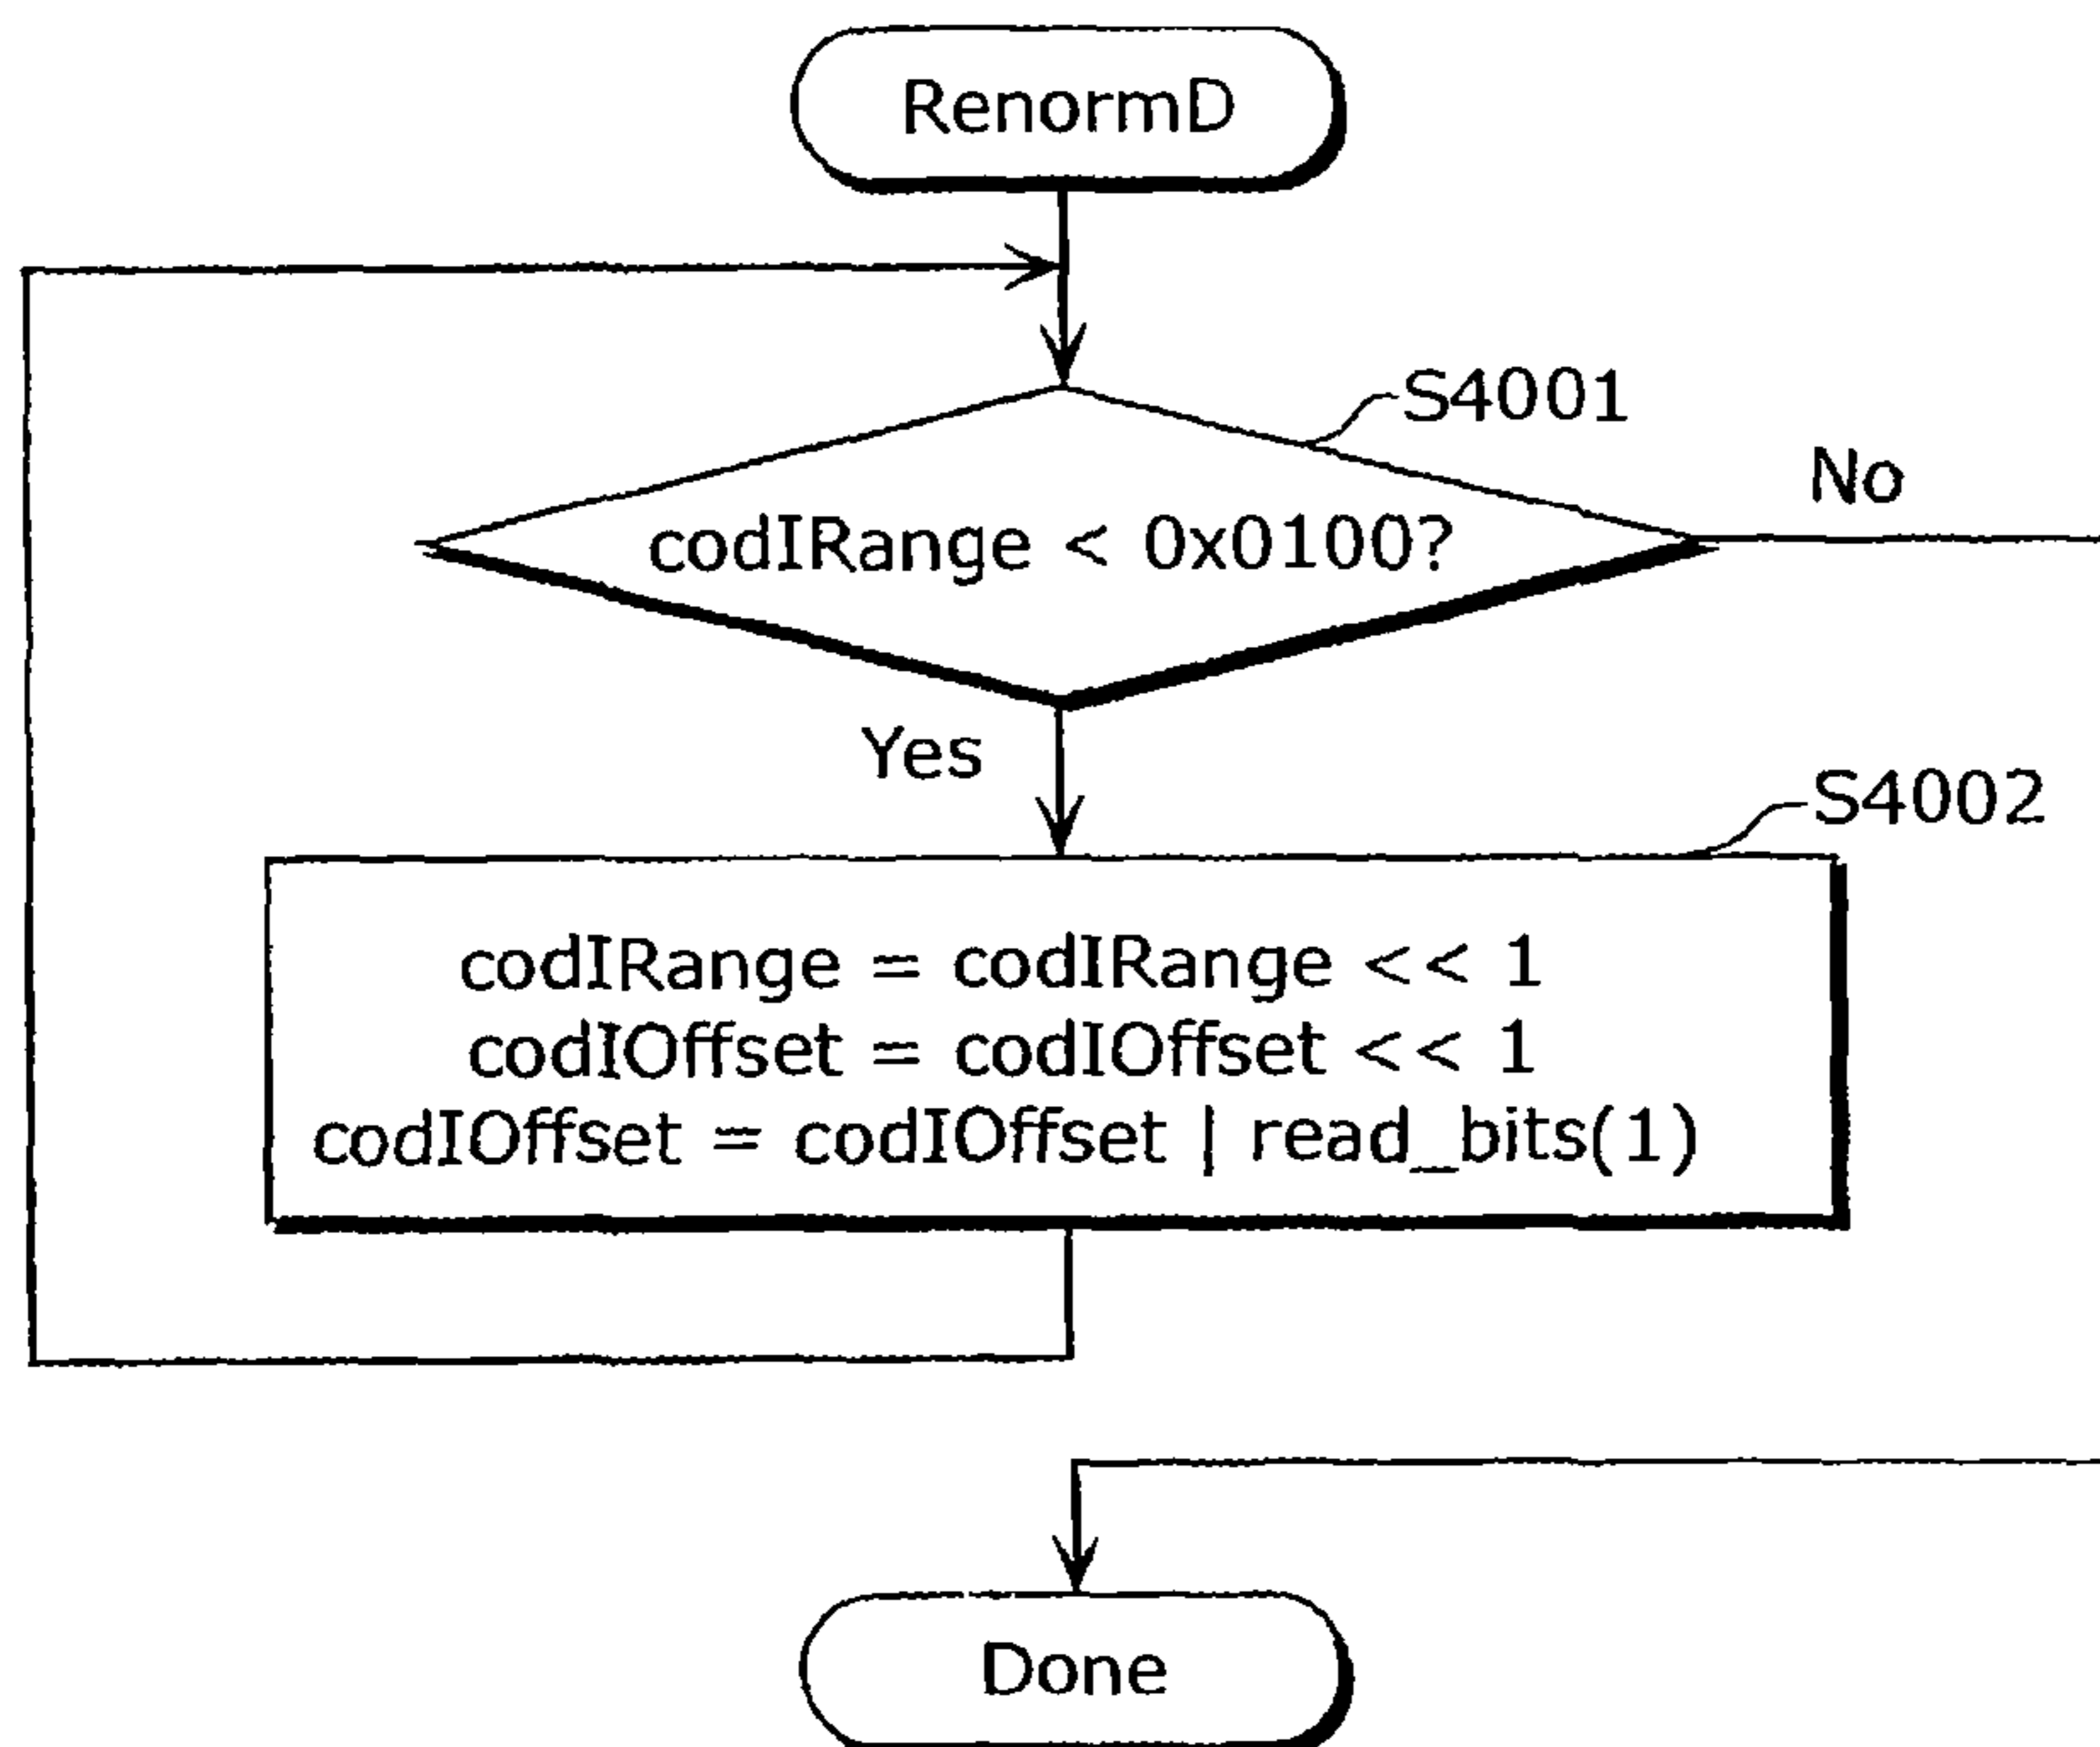 RenormD
S4001
No
codIRange < 0x0100?
Yes
S4002
codIRange = codIRange << 1
codIOffset = codIOffset << 1
codIOffset = codIOffset | read_bits(1)
Done